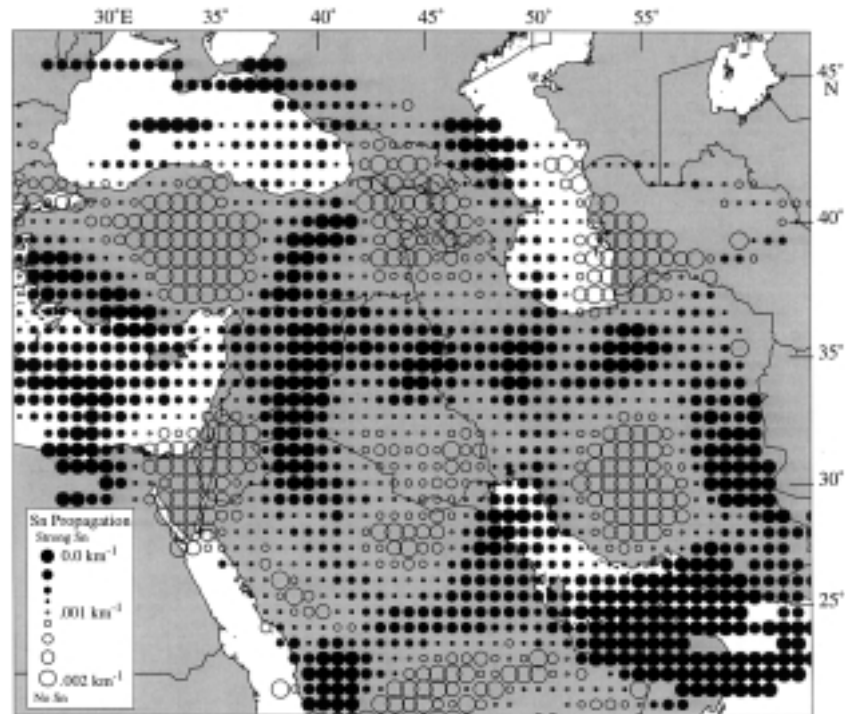 30°E 35° 40° 45° 50° 55°
45°
N
40°
35°
30°
25°
Sn Propagation
Strong Sn
0.0 km⁻¹
.001 km⁻¹
.002 km⁻¹
No Sn